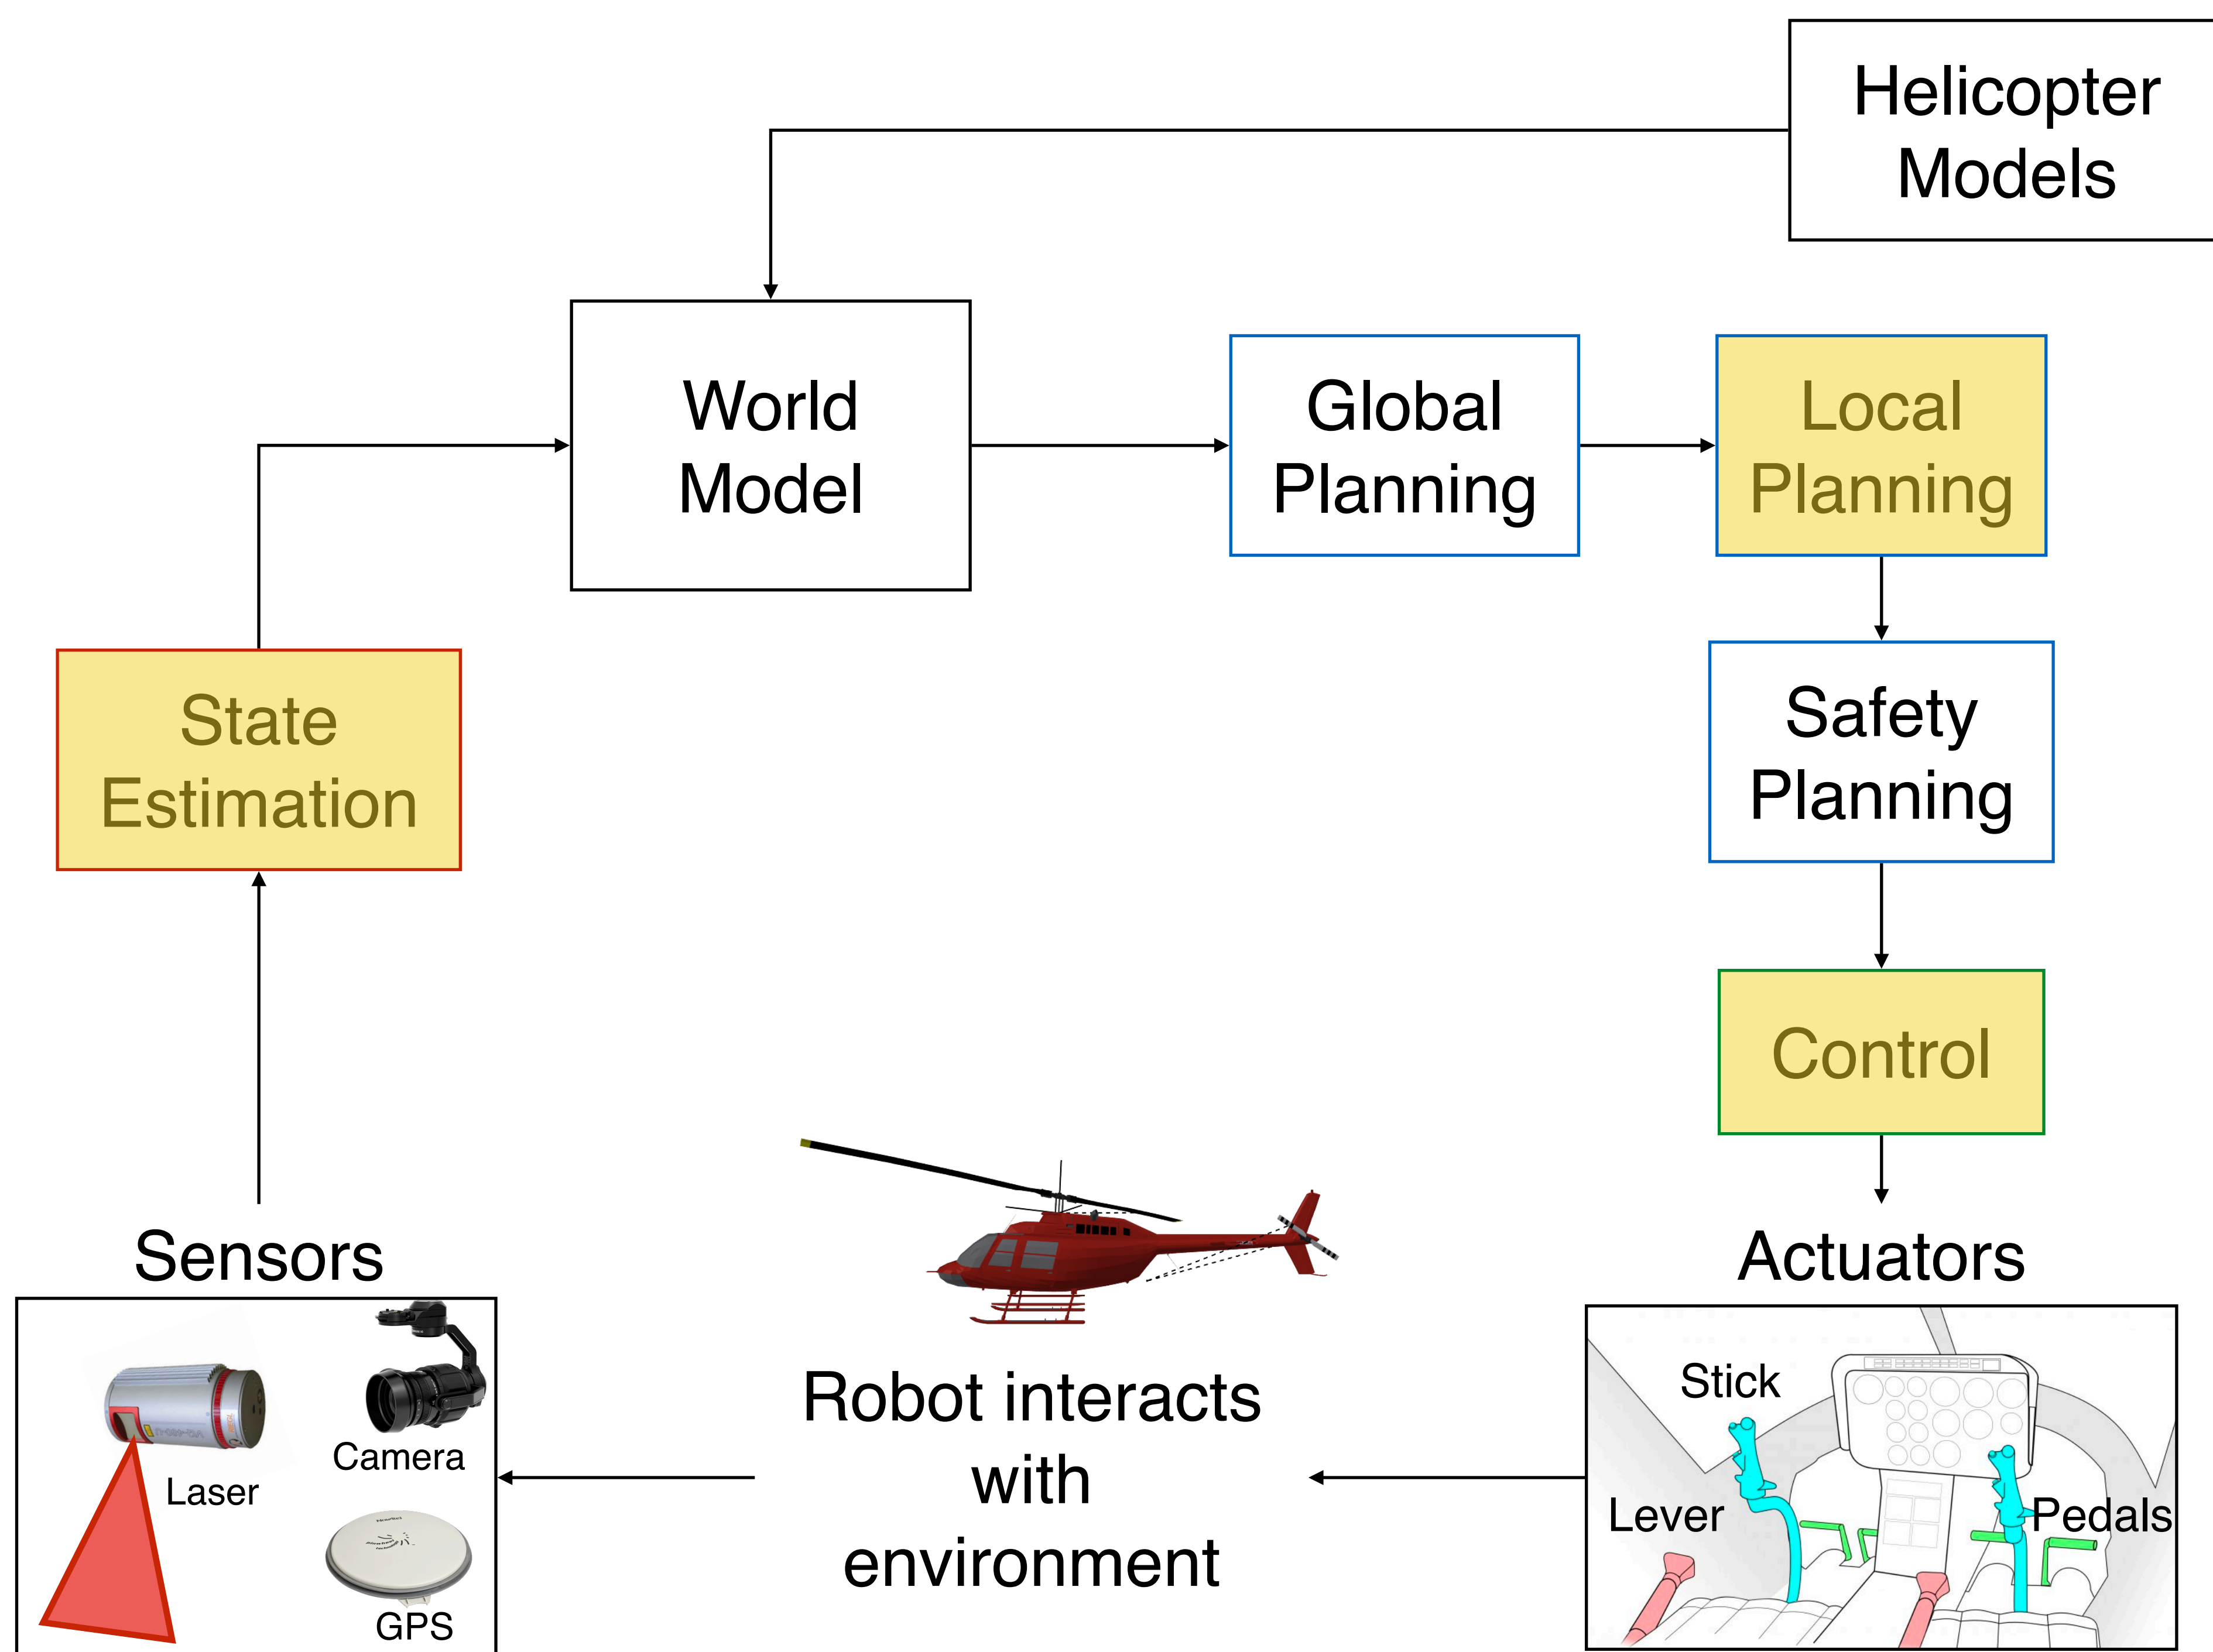 Helicopter
Models
World
Model
Global
Planning
Local
Planning
State
Estimation
Safety
Planning
Control
Sensors
Actuators
Laser
Camera
GPS
Robot interacts
with
environment
Stick
Lever
Pedals